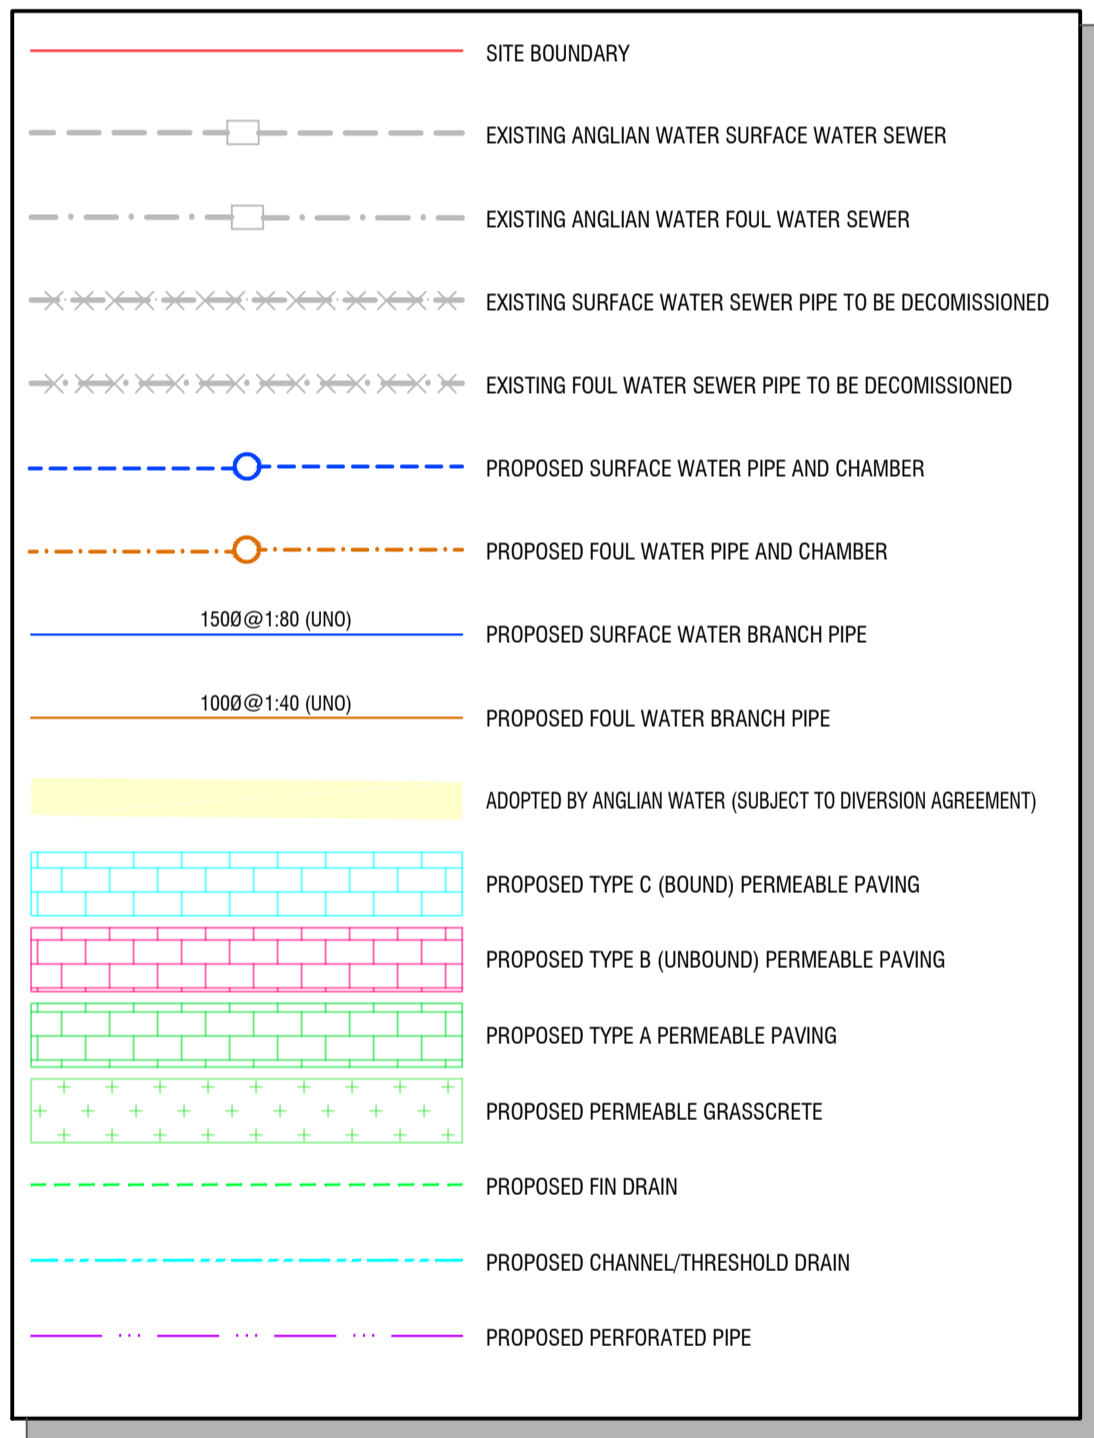 SITE BOUNDARY
EXISTING ANGLIAN WATER SURFACE WATER SEWER
EXISTING ANGLIAN WATER FOUL WATER SEWER
EXISTING SURFACE WATER SEWER PIPE TO BE DECOMISSIONED
EXISTING FOUL WATER SEWER PIPE TO BE DECOMISSIONED
PROPOSED SURFACE WATER PIPE AND CHAMBER
PROPOSED FOUL WATER PIPE AND CHAMBER
150Ø@1:80 (UNO)
PROPOSED SURFACE WATER BRANCH PIPE
100Ø@1:40 (UNO)
PROPOSED FOUL WATER BRANCH PIPE
ADOPTED BY ANGLIAN WATER (SUBJECT TO DIVERSION AGREEMENT)
PROPOSED TYPE C (BOUND) PERMEABLE PAVING
PROPOSED TYPE B (UNBOUND) PERMEABLE PAVING
PROPOSED TYPE A PERMEABLE PAVING
PROPOSED PERMEABLE GRASSCRETE
PROPOSED FIN DRAIN
PROPOSED CHANNEL/THRESHOLD DRAIN
PROPOSED PERFORATED PIPE